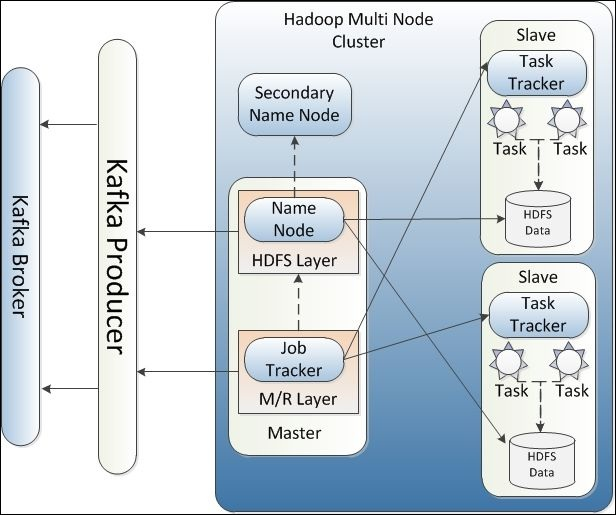 Hadoop Multi Node
Cluster
Kafka Broker
Kafka Producer
Secondary
Name Node
Name
Node
HDFS Layer
Job
Tracker
M/R Layer
Master
Slave
Task
Tracker
Task
Task
HDFS
Data
Slave
Task
Tracker
Task
Task
HDFS
Data